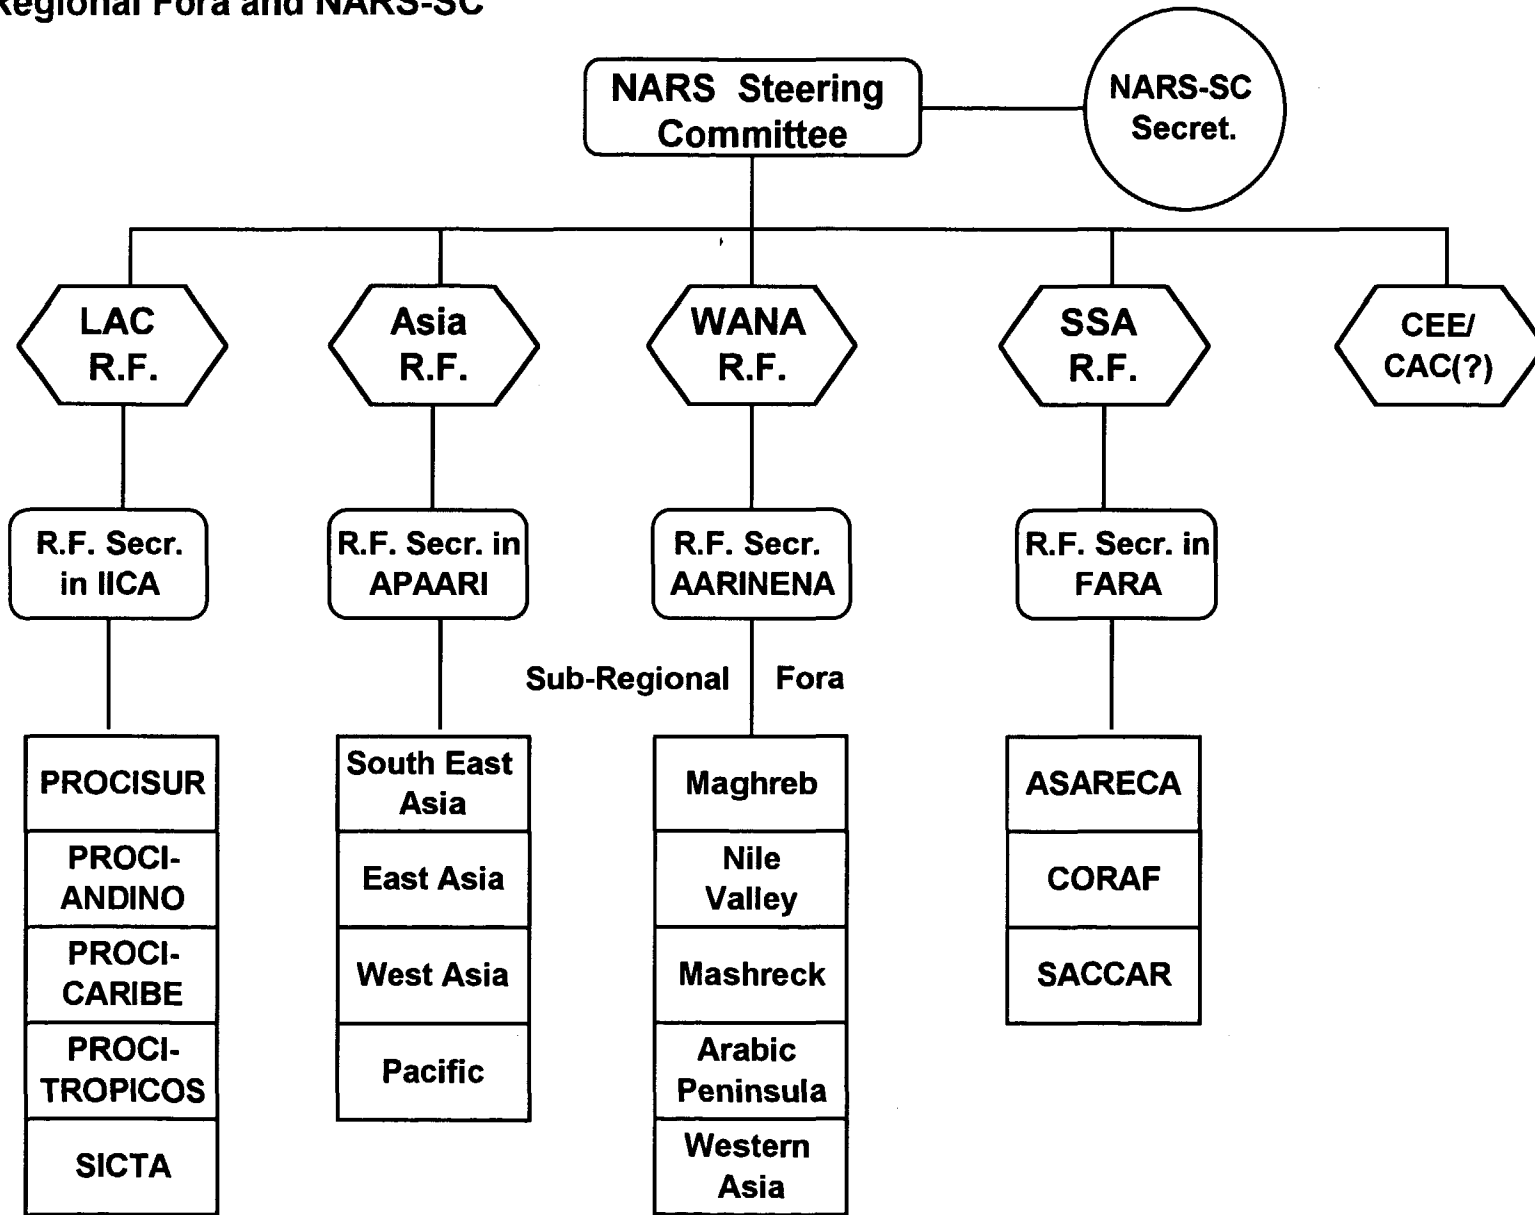 Regional Fora and NARS-SC
NARS Steering
Committee
NARS-SC
Secret.
LAC
R.F.
Asia
R.F.
WANA
R.F.
SSA
R.F.
CEE/
CAC(?)
R.F. Secr.
in IICA
R.F. Secr. in
APAARI
R.F. Secr.
AARINENA
R.F. Secr. in
FARA
Sub-Regional Fora
PROCISUR
PROCI-
ANDINO
PROCI-
CARIBE
PROCI-
TROPICOS
SICTA
South East
Asia
East Asia
West Asia
Pacific
Maghreb
Nile
Valley
Mashreck
Arabic
Peninsula
Western
Asia
ASARECA
CORAF
SACCAR